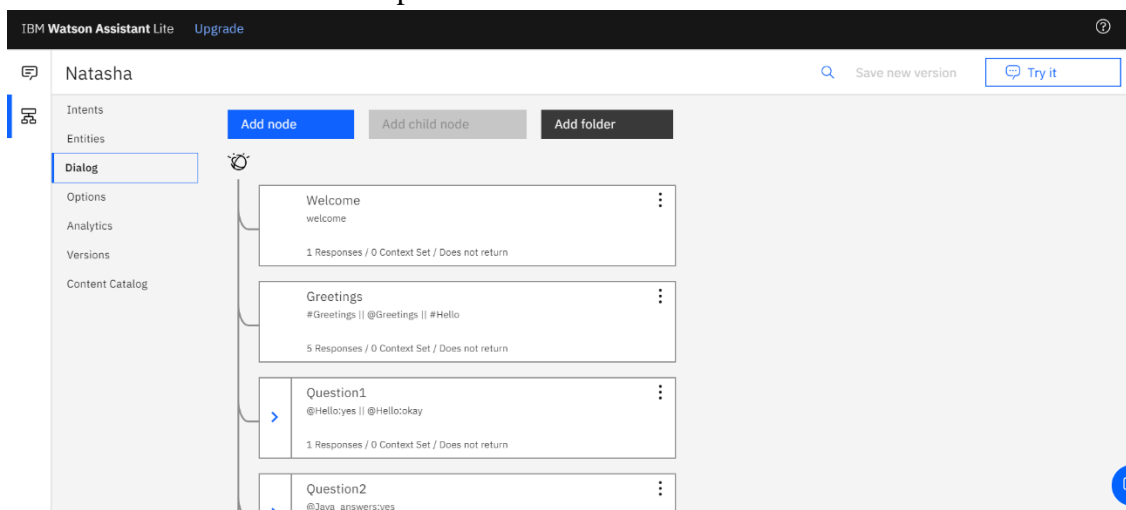 IBM Watson Assistant Lite Upgrade
Natasha
Save new version
Try it
Intents
Entities
Dialog
Options
Analytics
Versions
Content Catalog
Add node
Add child node
Add folder
Welcome
welcome
1 Responses / 0 Context Set / Does not return
Greetings
#Greetings || @Greetings || #Hello
5 Responses / 0 Context Set / Does not return
Question1
@Hello:yes || @Hello:okay
1 Responses / 0 Context Set / Does not return
Question2
@Java_answers:yes